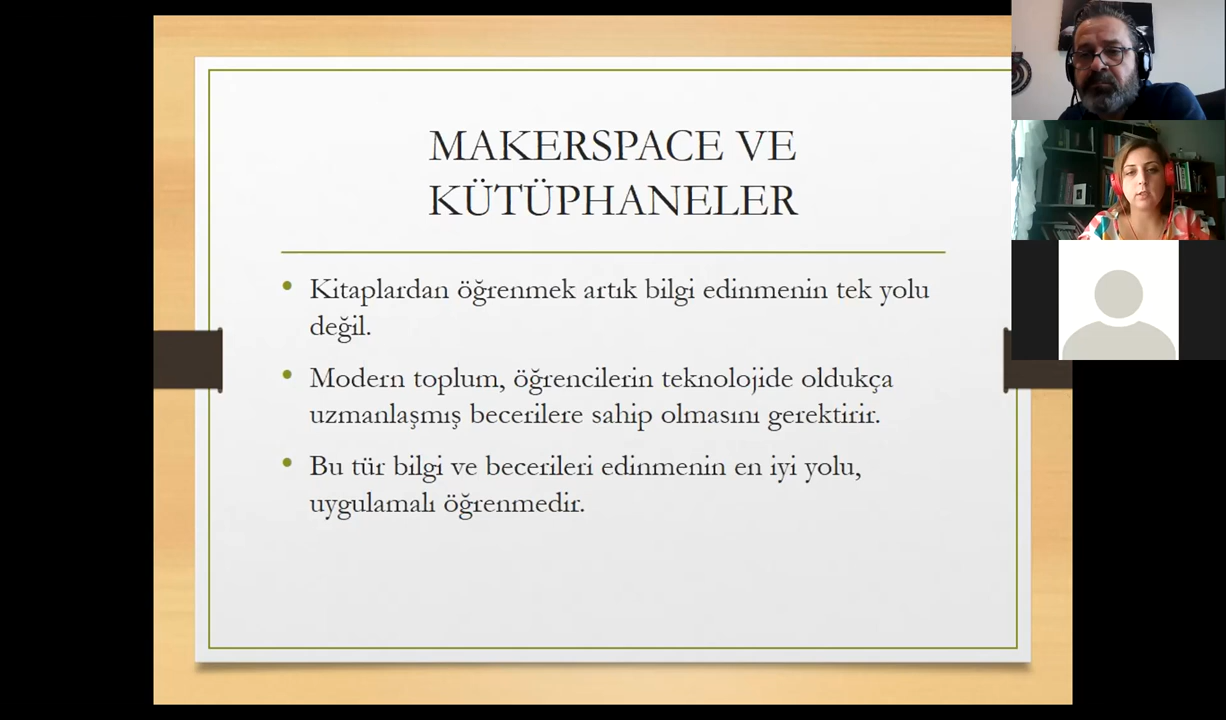 MAKERSPACE VE
KÜTÜPHANELER
• Kitaplardan öğrenmek artık bilgi edinmenin tek yolu
değil.
• Modern toplum, öğrencilerin teknolojide oldukça
uzmanlaşmış becerilere sahip olmasını gerektirir.
• Bu tür bilgi ve becerileri edinmenin en iyi yolu,
uygulamalı öğrenmedir.